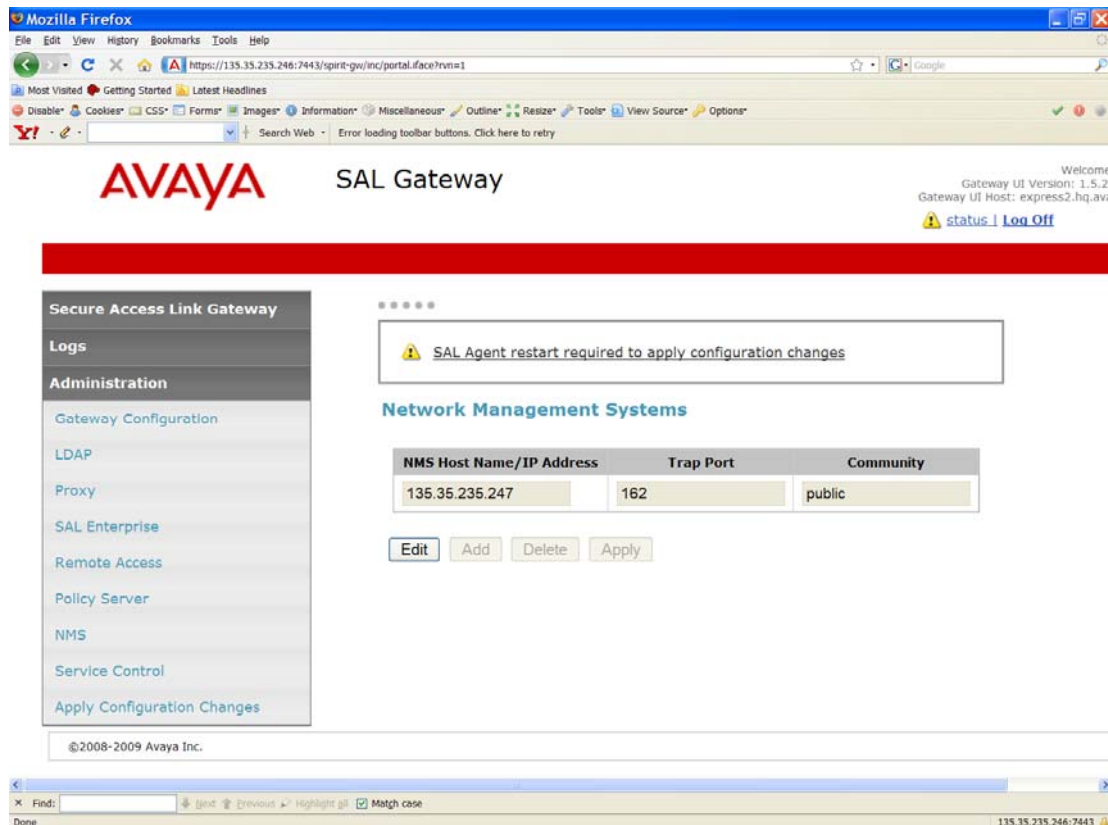 Mozilla Firefox
File Edit View History Bookmarks Tools Help
https://135.35.235.246:7443/spirit-gw/inc/portal.iface?rvn=1
Google
Most Visited Getting Started Latest Headlines
Disable Cookies CSS Forms Images Information Miscellaneous Outline Resize Tools View Source Options
Y! Search Web Error loading toolbar buttons. Click here to retry
AVAYA SAL Gateway
Welcome
Gateway UI Version: 1.5.2
Gateway UI Host: express2.hq.ava
status | Log Off
Secure Access Link Gateway
Logs
Administration
Gateway Configuration
LDAP
Proxy
SAL Enterprise
Remote Access
Policy Server
NMS
Service Control
Apply Configuration Changes
SAL Agent restart required to apply configuration changes
Network Management Systems
NMS Host Name/IP Address Trap Port Community
135.35.235.247 162 public
Edit Add Delete Apply
©2008-2009 Avaya Inc.
Find: Next Previous Highlight all Match case
Done 135.35.235.246:7443